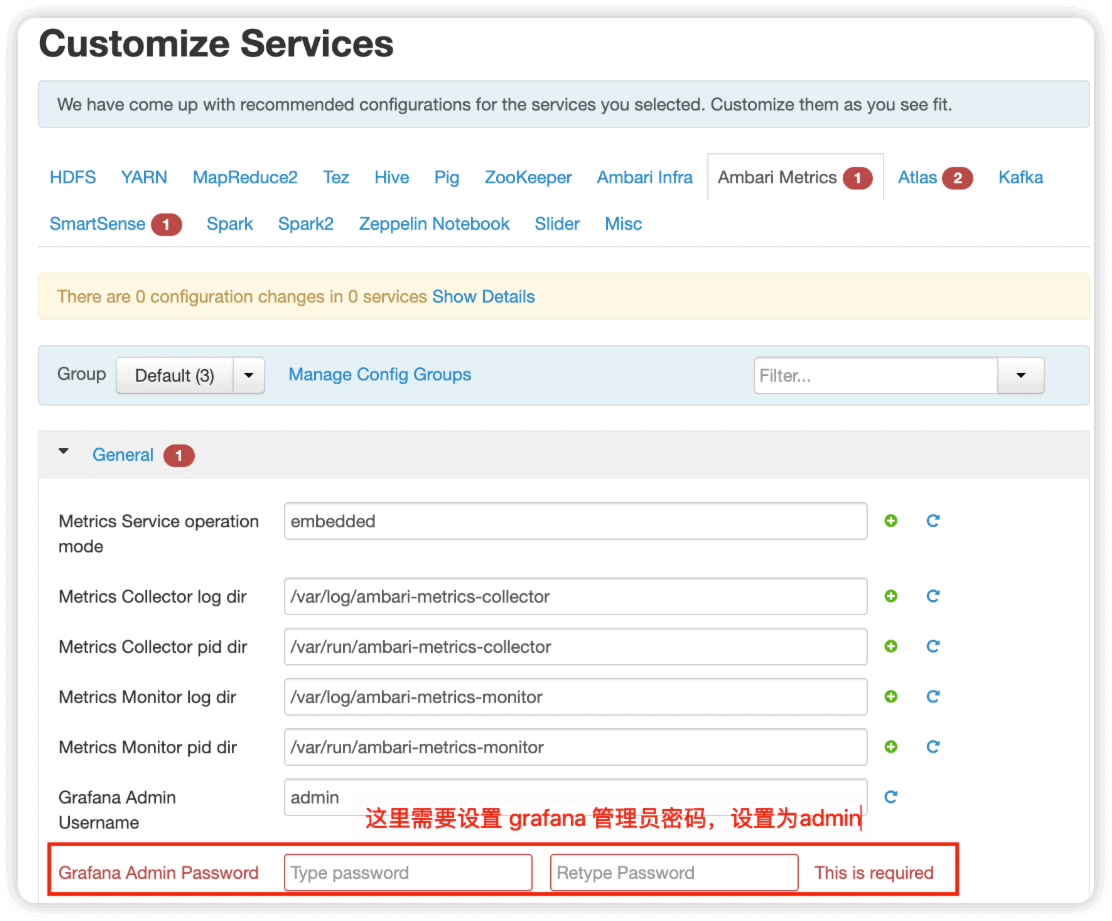 Customize Services
We have come up with recommended configurations for the services you selected. Customize them as you see fit.
HDFS YARN MapReduce2 Tez Hive Pig ZooKeeper Ambari Infra Ambari Metrics 1 Atlas 2 Kafka
SmartSense 1 Spark Spark2 Zeppelin Notebook Slider Misc
There are 0 configuration changes in 0 services Show Details
Group Default (3) Manage Config Groups Filter...
General 1
Metrics Service operation mode embedded
Metrics Collector log dir /var/log/ambari-metrics-collector
Metrics Collector pid dir /var/run/ambari-metrics-collector
Metrics Monitor log dir /var/log/ambari-metrics-monitor
Metrics Monitor pid dir /var/run/ambari-metrics-monitor
Grafana Admin Username admin
这里需要设置 grafana 管理员密码，设置为admin
Grafana Admin Password Type password Retype Password This is required